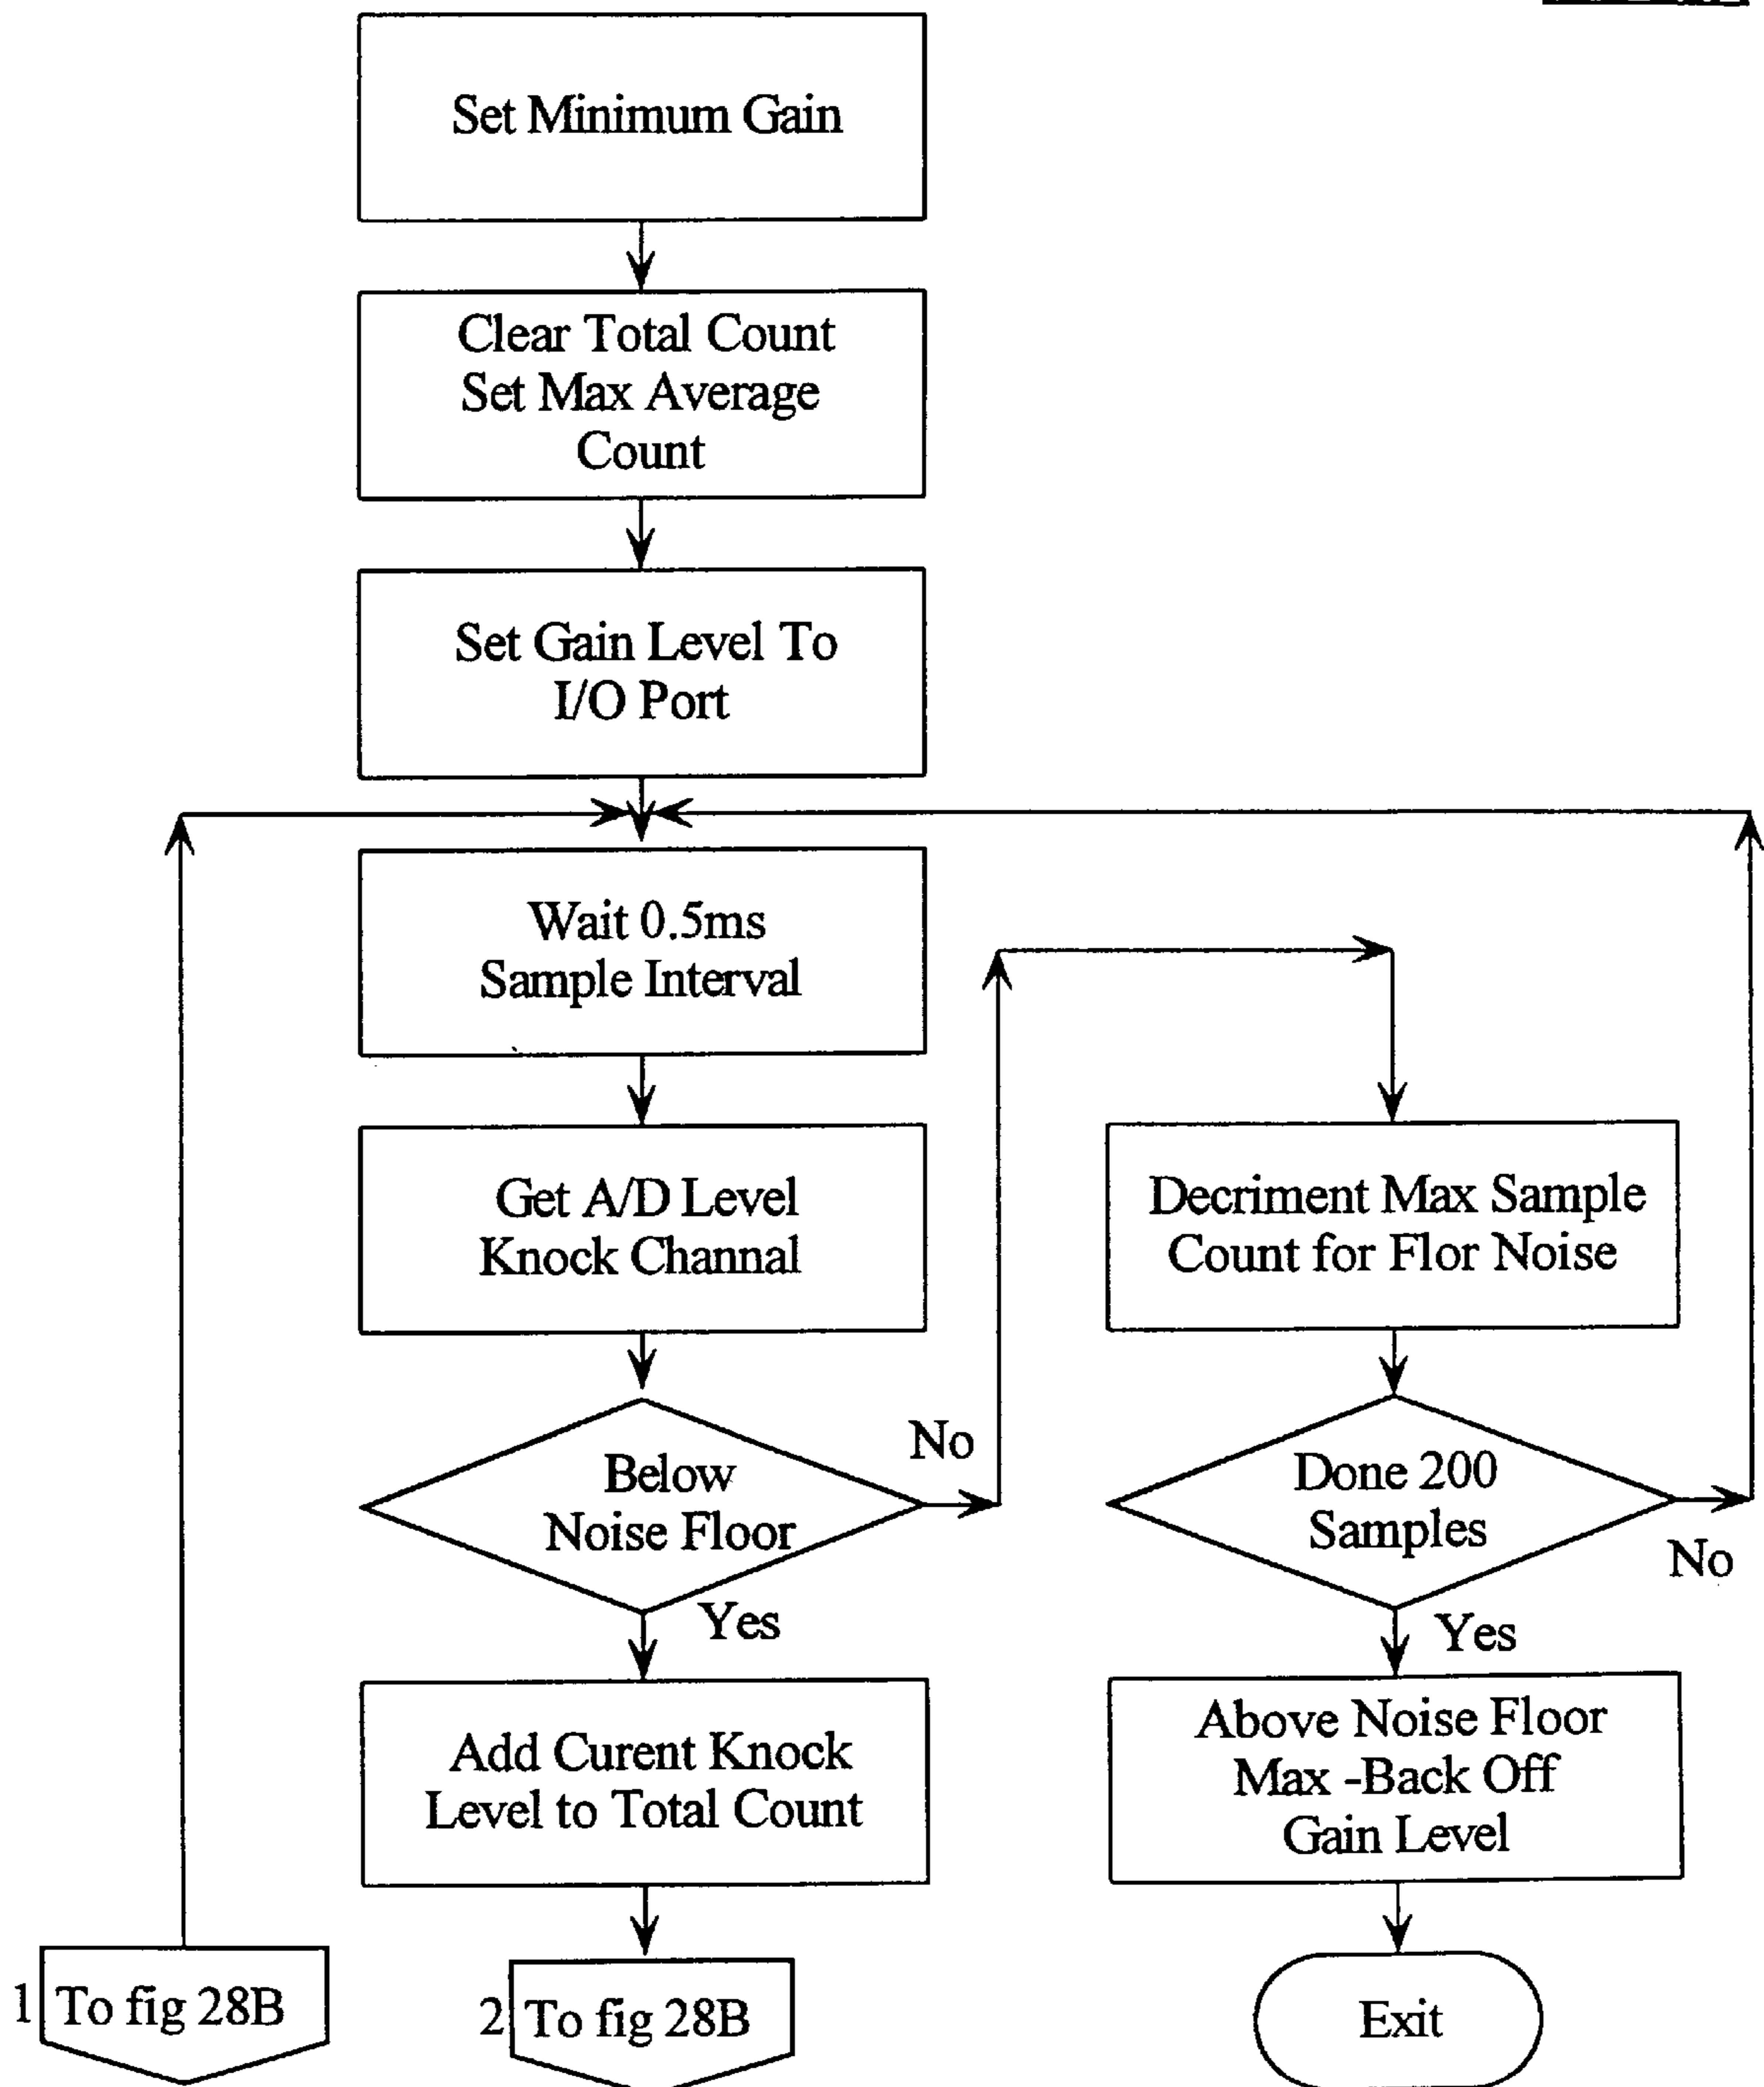 Set Minimum Gain
Clear Total Count
Set Max Average
Count
Set Gain Level To
I/O Port
Wait 0.5ms
Sample Interval
Get A/D Level
Knock Channal
Decriment Max Sample
Count for Flor Noise
Below
Noise Floor
No
Yes
Done 200
Samples
No
Yes
Add Curent Knock
Level to Total Count
Above Noise Floor
Max -Back Off
Gain Level
1 To fig 28B
2 To fig 28B
Exit